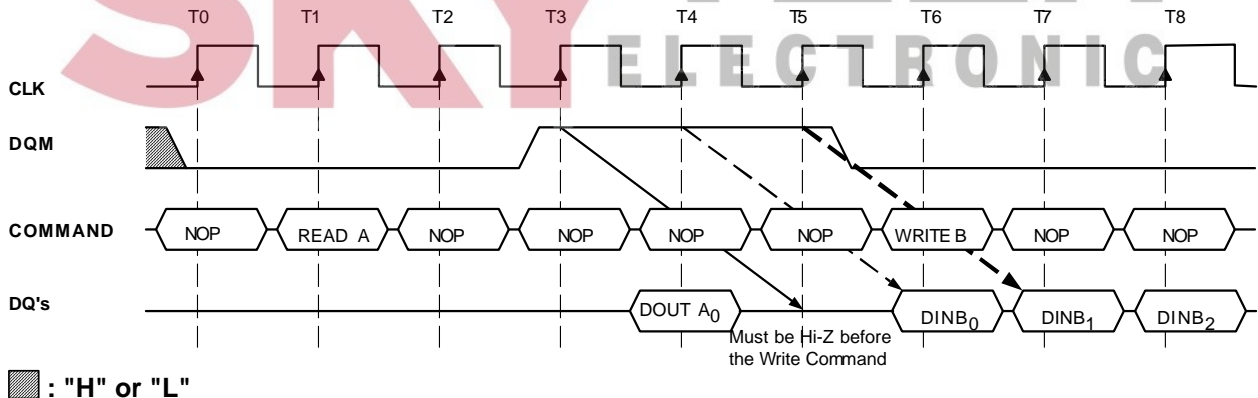 SKY
ELECTRONIC
T0 T1 T2 T3 T4 T5 T6 T7 T8
CLK
DQM
COMMAND NOP READ A NOP NOP NOP NOP WRITE B NOP NOP
DQ's DOUT A0 DINB0 DINB1 DINB2
Must be Hi-Z before
the Write Command
: "H" or "L"